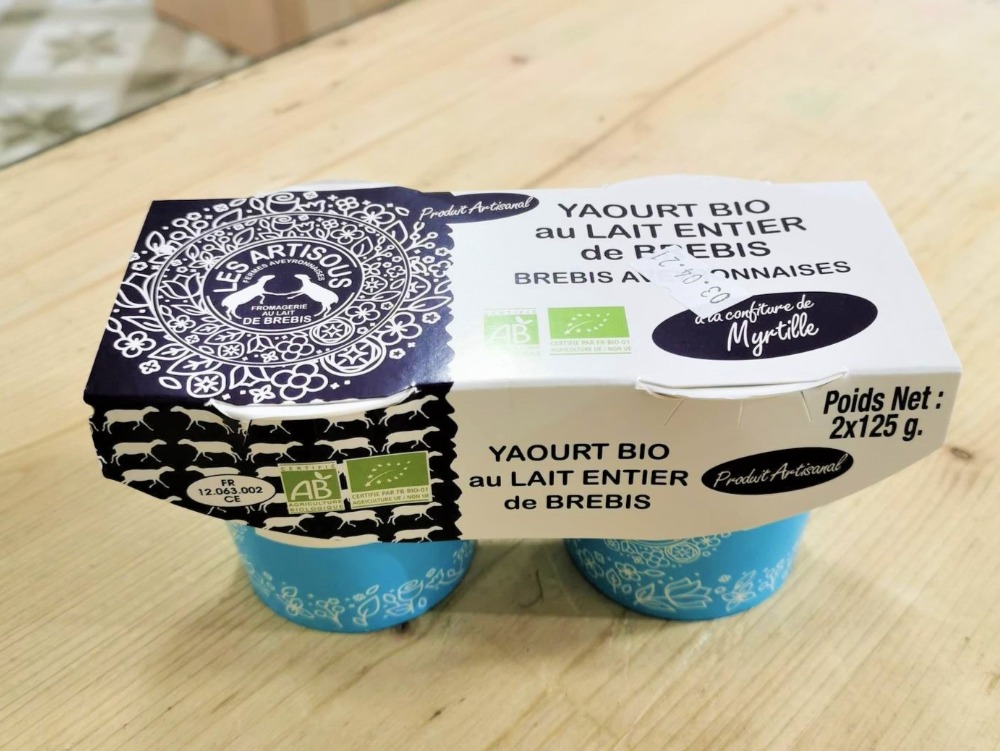 Produit Artisanal
YAOURT BIO
au LAIT ENTIER
de BREBIS
BREBIS
03.04.21
à la confiture de
Myrtille
LES ARTISOUS
FERMES AVEYRONNAISES
FROMAGERIE
AU LAIT
DE BREBIS
AB
CERTIFIÉ PAR FR-BIO-01
AGRICULTURE UE / NON UE
Poids Net :
2x125 g.
YAOURT BIO
au LAIT ENTIER
de BREBIS
Produit Artisanal
FR
12.063.002
CE
CERTIFIÉ
AB
AGRICULTURE
BIOLOGIQUE
CERTIFIÉ PAR FR-BIO-01
AGRICULTURE UE / NON UE